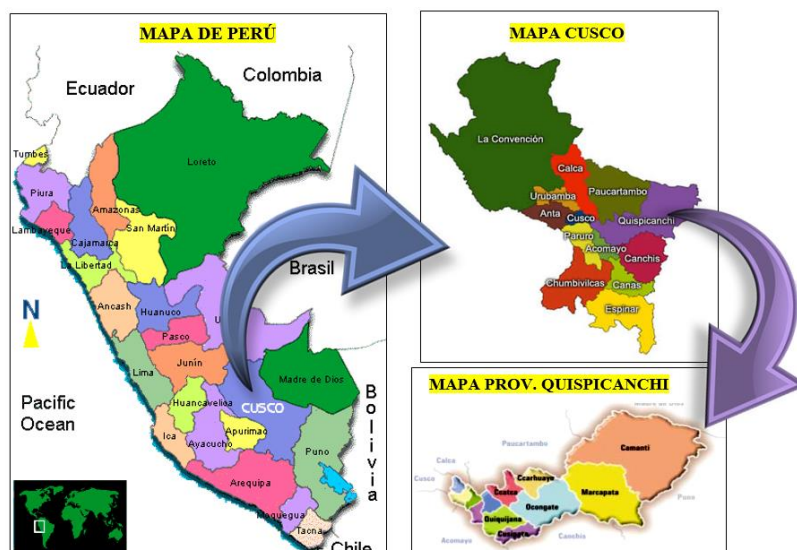 MAPA DE PERÚ
Ecuador
Colombia
Tumbes
Loreto
Piura
Amazonas
Lambayeque
San Martín
Cajamarca
La Libertad
Brasil
Ancash
Huanuco
U
N
Pasco
Junín
Lima
Madre de Dios
Pacific
Ocean
Huancavelica
CUSCO
Bolivia
Ica
Ayacucho
Apurimac
Puno
Arequipa
Moquegua
Tacna
Chile
MAPA CUSCO
La Convención
Calca
Paucartambo
Urubamba
Anta
Cusco
Quispicanchi
Paruro
Acomayo
Canchis
Chumbivilcas
Canas
Espinar
MAPA PROV. QUISPICANCHI
Paucartambo
Camanti
Calca
Ccarhuayo
Cusco
Ccatca
Marcapata
Puno
Ocongate
Quiquijana
Cusipata
Acomayo
Canchis